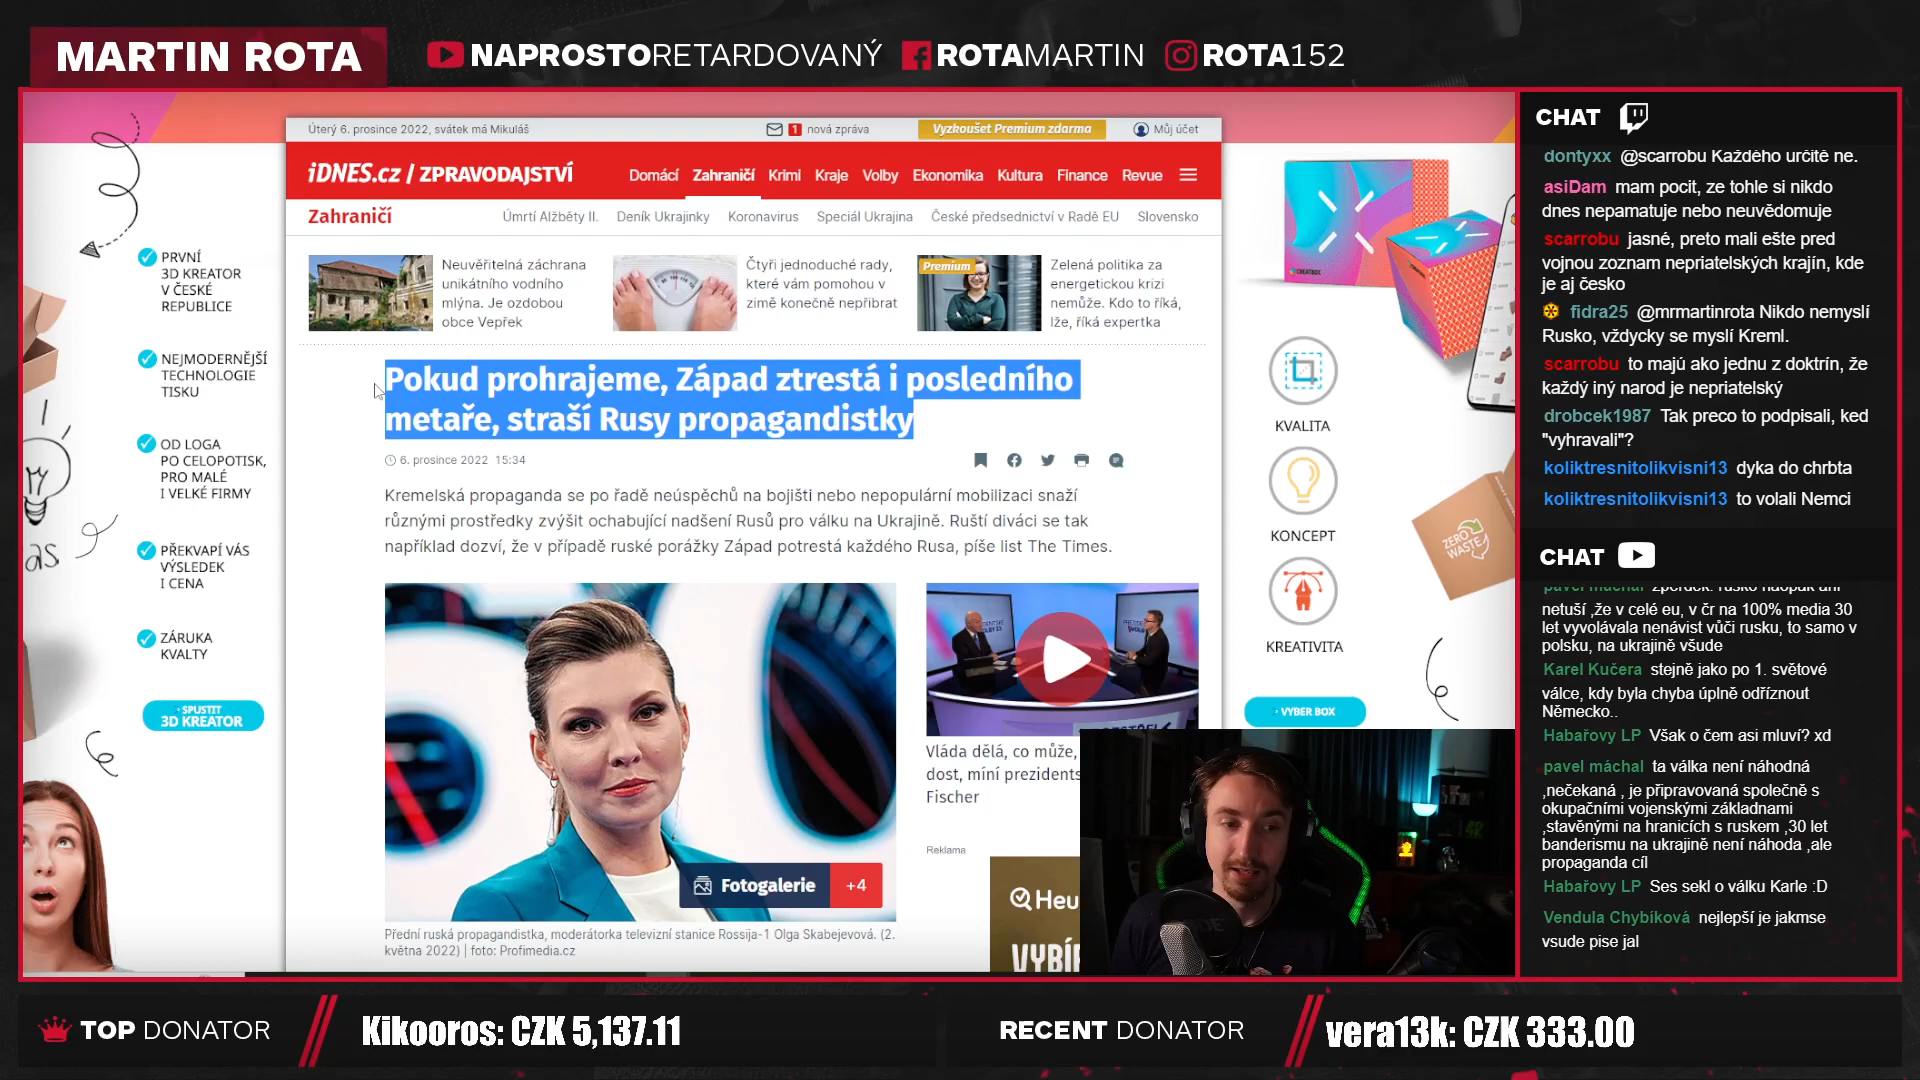 MARTIN ROTA
NAPROSTORETARDOVANÝ
ROTAMARTIN
ROTA152
Úterý 6. prosince 2022, svátek má Mikuláš
1 nová zpráva
Vyzkoušet Premium zdarma
Můj účet
iDNES.cz / ZPRAVODAJSTVÍ
Domácí Zahraničí Krimi Kraje Volby Ekonomika Kultura Finance Revue
Zahraničí
Úmrtí Alžběty II. Deník Ukrajinky Koronavirus Speciál Ukrajina České předsednictví v Radě EU Slovensko
Neuvěřitelná záchrana
unikátního vodního
mlýna. Je ozdobou
obce Vepřek
Čtyři jednoduché rady,
které vám pomohou v
zimě konečně nepřibrat
Premium
Zelená politika za
energetickou krizi
nemůže. Kdo to říká,
lže, říká expertka
Pokud prohrajeme, Západ ztrestá i posledního
metaře, straší Rusy propagandistky
6. prosince 2022 15:34
Kremelská propaganda se po řadě neúspěchů na bojišti nebo nepopulární mobilizaci snaží
různými prostředky zvýšit ochabující nadšení Rusů pro válku na Ukrajině. Ruští diváci se tak
například dozví, že v případě ruské porážky Západ potrestá každého Rusa, píše list The Times.
Fotogalerie +4
Přední ruská propagandistka, moderátorka televizní stanice Rossija-1 Olga Skabejevová. (2.
května 2022) | foto: Profimedia.cz
Vláda dělá, co může,
dost, míní prezidents
Fischer
Reklama
Heu
VYBÍ
PRVNÍ
3D KREATOR
V ČESKÉ
REPUBLICE
NEJMODERNĚJŠÍ
TECHNOLOGIE
TISKU
OD LOGA
PO CELOPOTISK,
PRO MALÉ
I VELKÉ FIRMY
as
PŘEKVAPÍ VÁS
VÝSLEDEK
I CENA
ZÁRUKA
KVALTY
SPUSTIT
3D KREATOR
CREATBOX
KVALITA
KONCEPT
KREATIVITA
ZERO
WASTE
VYBER BOX
CHAT
dontyxx @scarrobu Každého určitě ne.
asiDam mam pocit, ze tohle si nikdo
dnes nepamatuje nebo neuvědomuje
scarrobu jasné, preto mali ešte pred
vojnou zoznam nepriatelských krajín, kde
je aj česko
fidra25 @mrmartinrota Nikdo nemyslí
Rusko, vždycky se myslí Kreml.
scarrobu to majú ako jednu z doktrín, že
každý iný narod je nepriatelský
drobcek1987 Tak preco to podpisali, ked
"vyhravali"?
koliktresnitolikvisni13 dyka do chrbta
koliktresnitolikvisni13 to volali Nemci
CHAT
netuší ,že v celé eu, v čr na 100% media 30
let vyvolávala nenávist vůči rusku, to samo v
polsku, na ukrajině všude
Karel Kučera stejně jako po 1. světové
válce, kdy byla chyba úplně odříznout
Německo..
Habařovy LP Však o čem asi mluví? xd
pavel máchal ta válka není náhodná
,nečekaná , je připravovaná společně s
okupačními vojenskými základnami
,stavěnými na hranicích s ruskem ,30 let
banderismu na ukrajině není náhoda ,ale
propaganda cíl
Habařovy LP Ses sekl o válku Karle :D
Vendula Chybíková nejlepší je jakmse
vsude pise jal
TOP DONATOR
Kikooros: CZK 5,137.11
RECENT DONATOR
vera13k: CZK 333.00